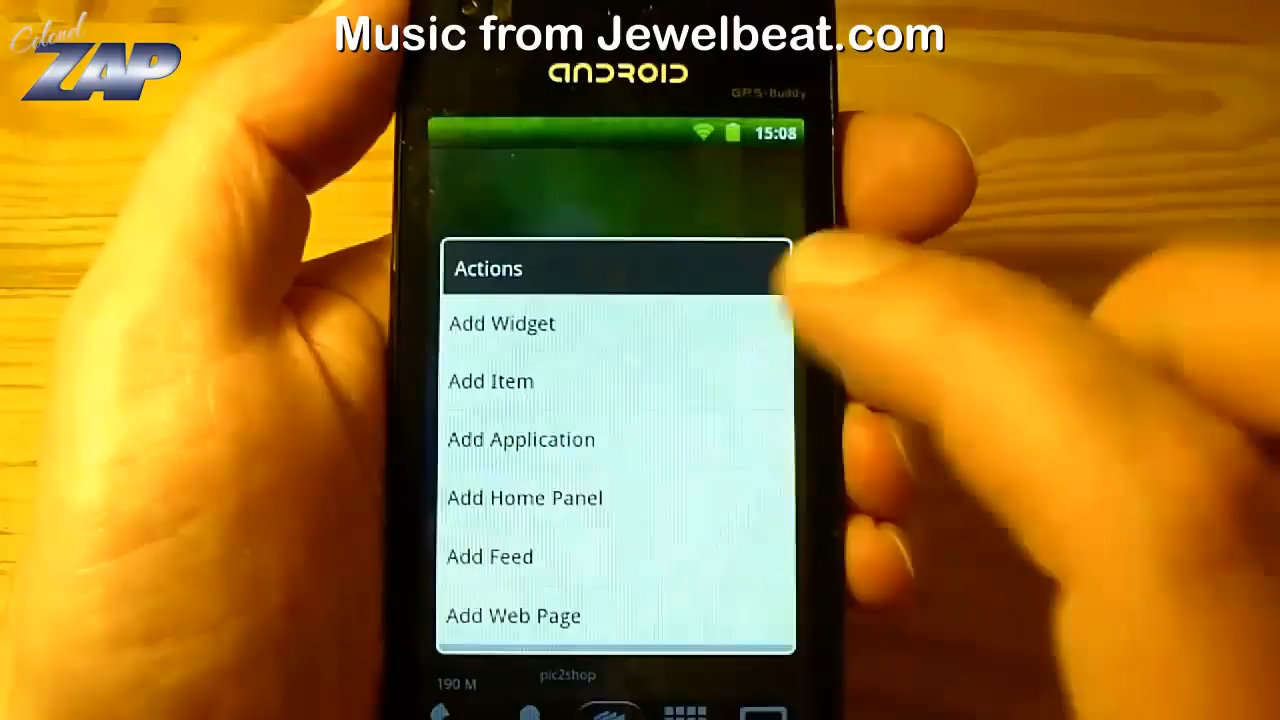 Music from Jewelbeat.com
Colonel
ZAP
ANDROID
GPS-Buddy
15:08
Actions
Add Widget
Add Item
Add Application
Add Home Panel
Add Feed
Add Web Page
190 M
pic2shop